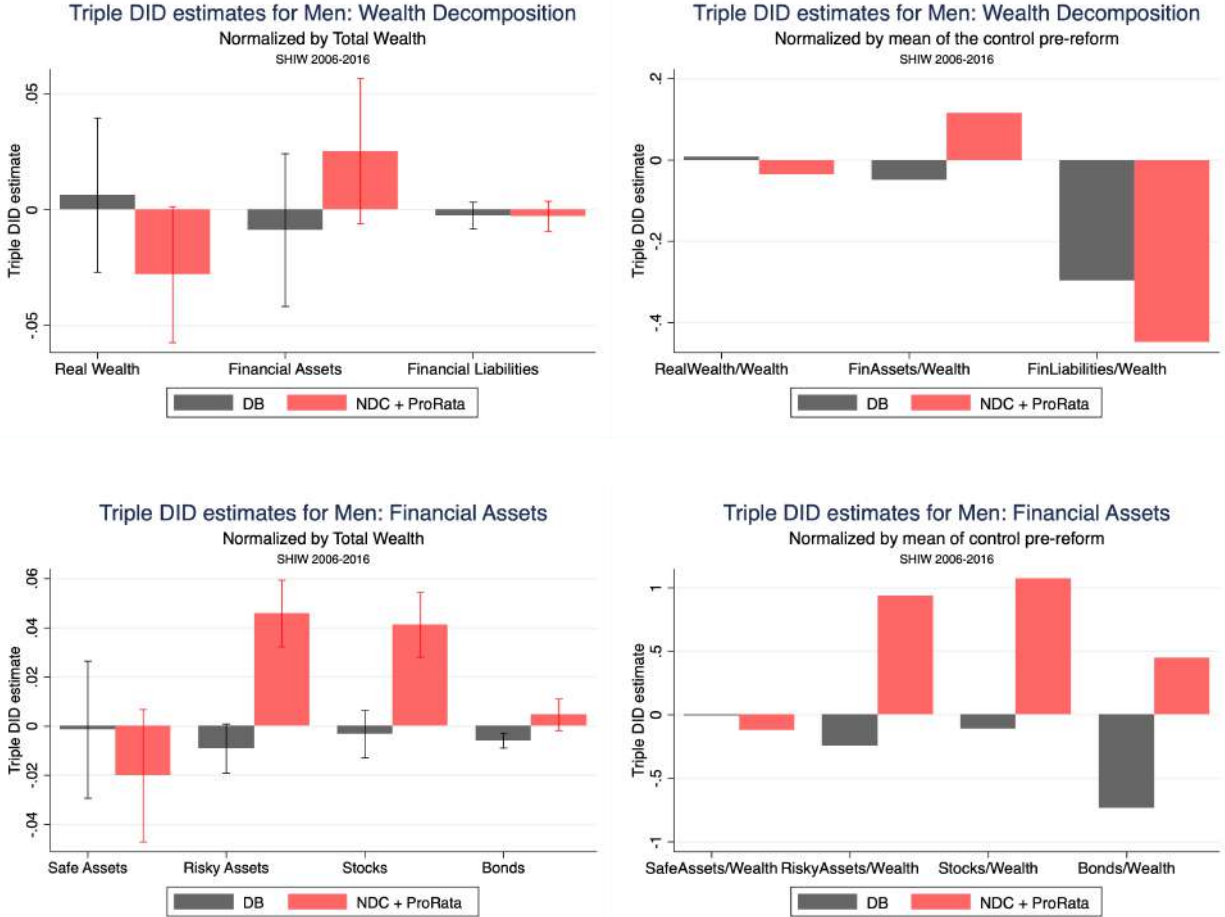 Triple DID estimates for Men: Wealth Decomposition
Normalized by Total Wealth
SHIW 2006-2016
Triple DID estimate
.05
0
-.05
Real Wealth
Financial Assets
Financial Liabilities
DB
NDC + ProRata
Triple DID estimates for Men: Wealth Decomposition
Normalized by mean of the control pre-reform
SHIW 2006-2016
Triple DID estimate
.2
0
-.2
-.4
RealWealth/Wealth
FinAssets/Wealth
FinLiabilities/Wealth
DB
NDC + ProRata
Triple DID estimates for Men: Financial Assets
Normalized by Total Wealth
SHIW 2006-2016
Triple DID estimate
.06
.04
.02
0
-.02
-.04
Safe Assets
Risky Assets
Stocks
Bonds
DB
NDC + ProRata
Triple DID estimates for Men: Financial Assets
Normalized by mean of control pre-reform
SHIW 2006-2016
Triple DID estimate
1
.5
0
-.5
-1
SafeAssets/Wealth
RiskyAssets/Wealth
Stocks/Wealth
Bonds/Wealth
DB
NDC + ProRata